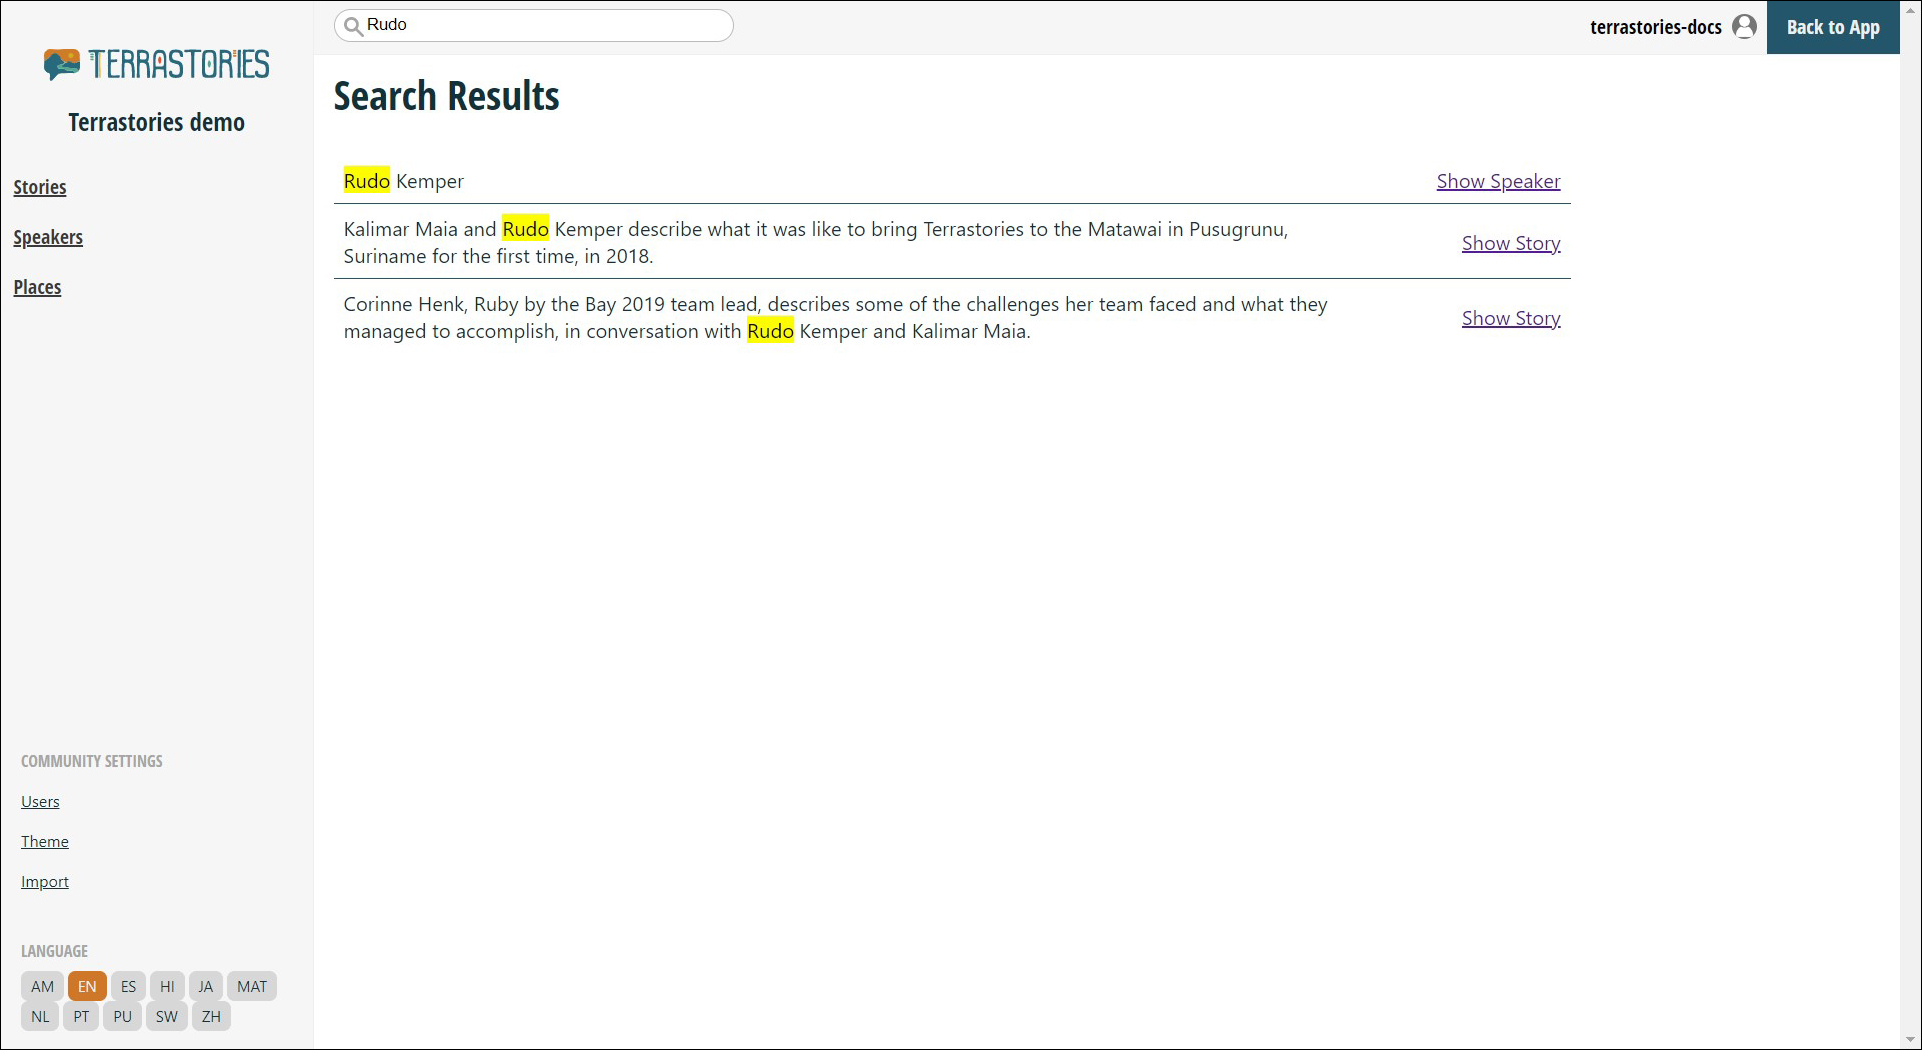 TERRASTORIES
Terrastories demo
Stories
Speakers
Places
COMMUNITY SETTINGS
Users
Theme
Import
LANGUAGE
AM EN ES HI JA MAT
NL PT PU SW ZH
Rudo
terrastories-docs
Back to App
Search Results
Rudo Kemper
Show Speaker
Kalimar Maia and Rudo Kemper describe what it was like to bring Terrastories to the Matawai in Pusugrunu,
Suriname for the first time, in 2018.
Show Story
Corinne Henk, Ruby by the Bay 2019 team lead, describes some of the challenges her team faced and what they
managed to accomplish, in conversation with Rudo Kemper and Kalimar Maia.
Show Story